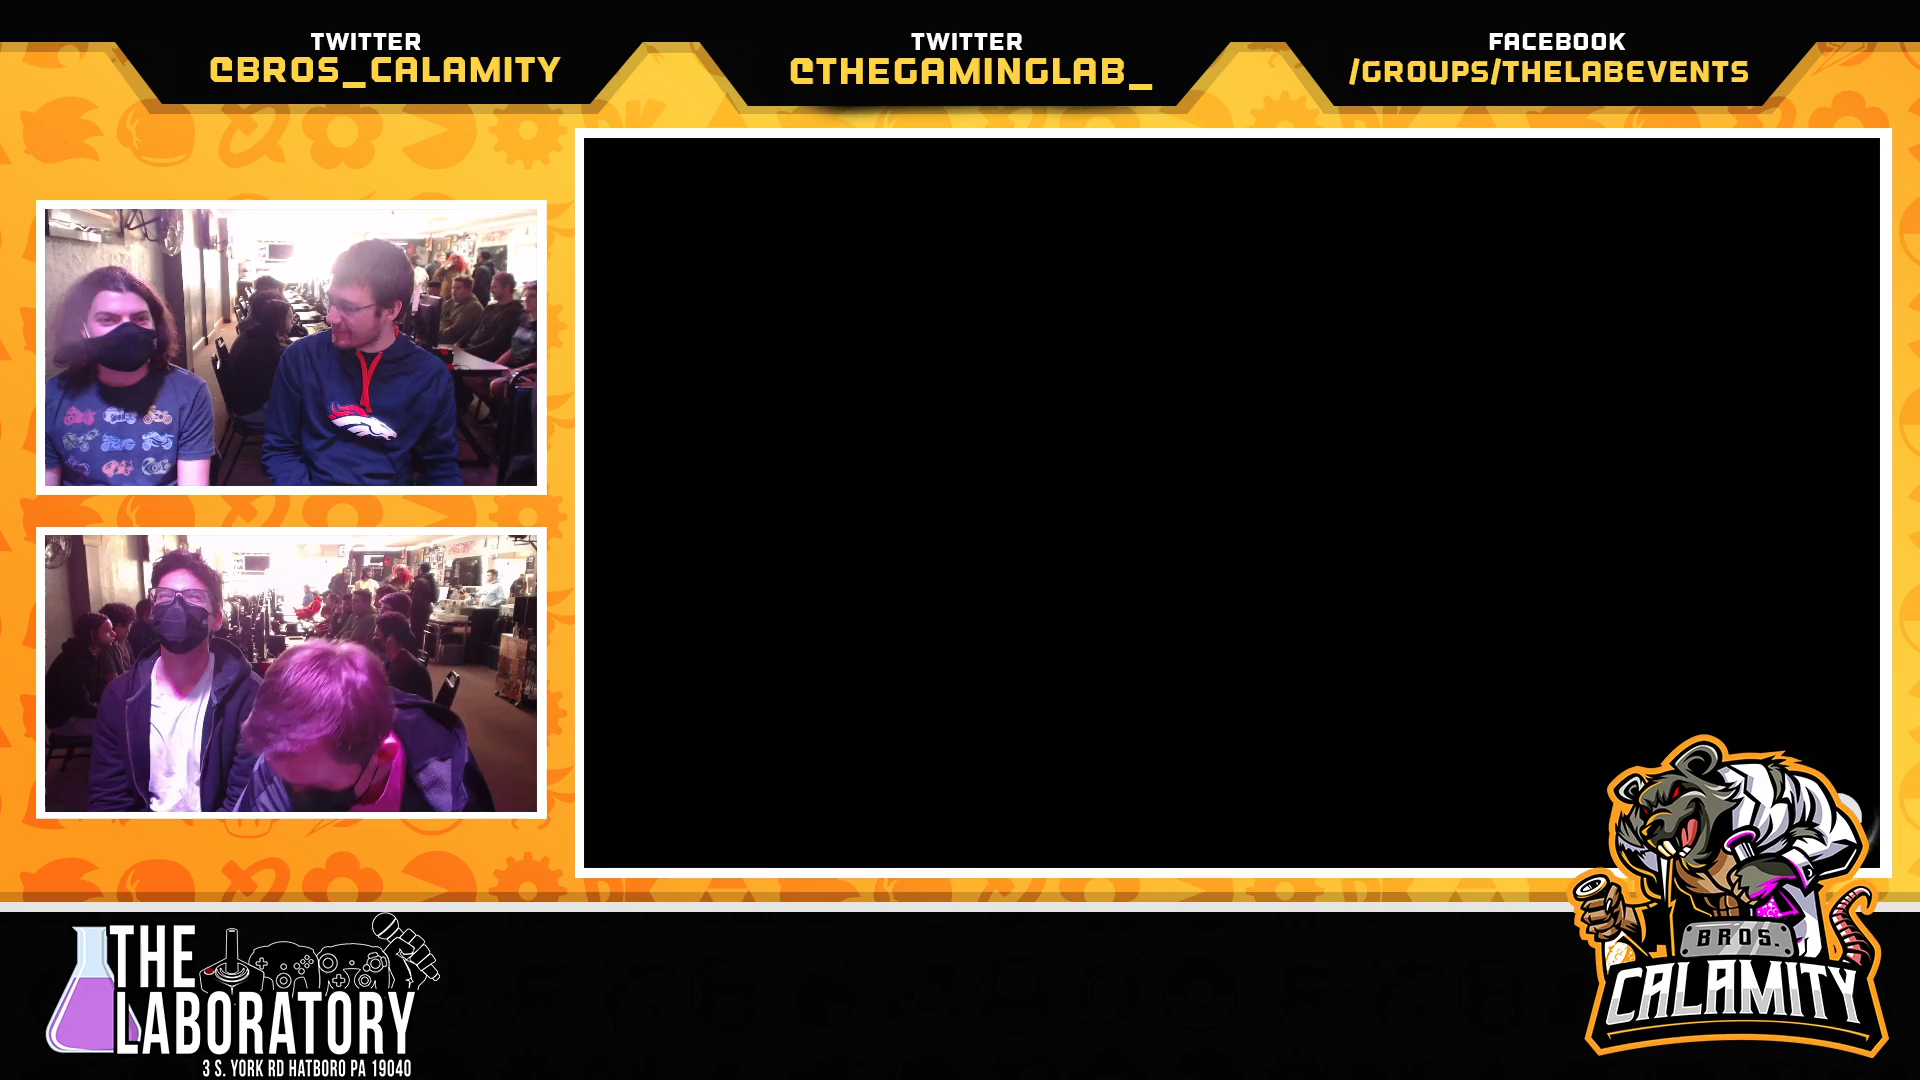 TWITTER
@BROS_CALAMITY
TWITTER
@THEGAMINGLAB_
FACEBOOK
/GROUPS/THELABEVENTS
THE
LABORATORY
3 S. YORK RD HATBORO PA 19040
BROS.
CALAMITY